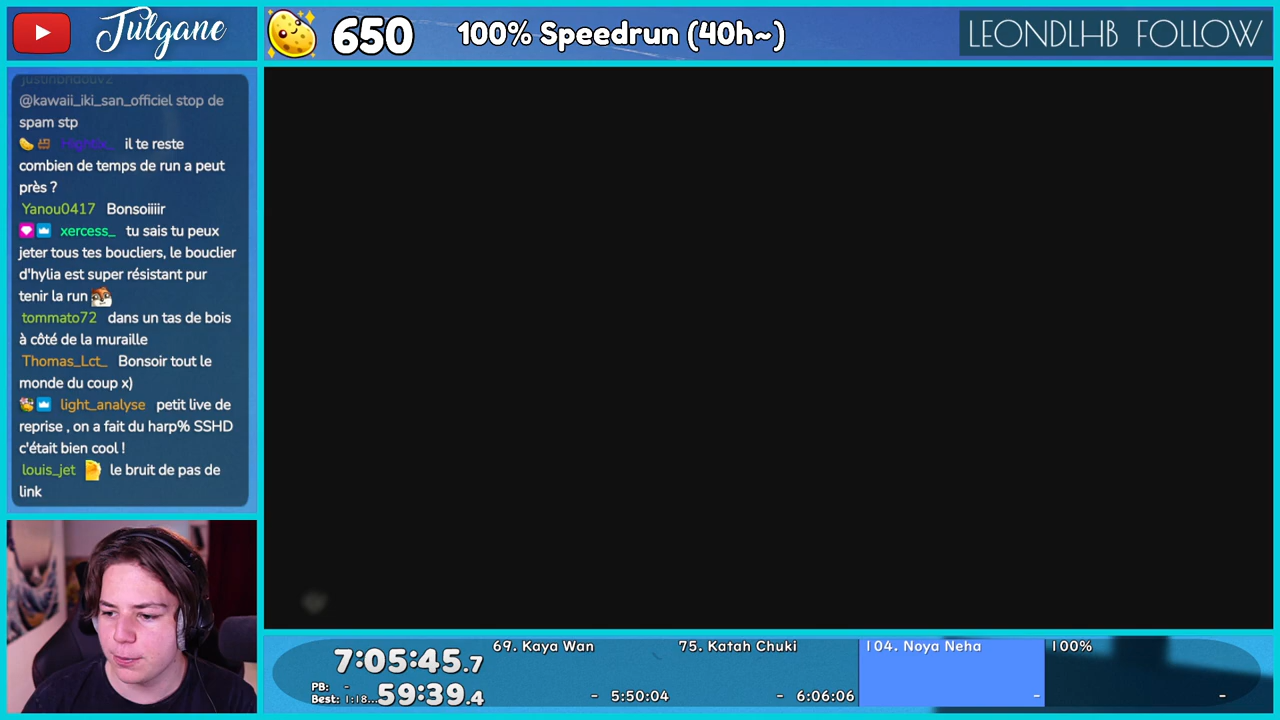 Julgane
650
100% Speedrun (40h~)
LEONDLHB FOLLOW
@kawaii_iki_san_officiel stop de
spam stp
il te reste
combien de temps de run a peut
près ?
Yanou0417 Bonsoiiiir
xercess_ tu sais tu peux
jeter tous tes boucliers, le bouclier
d'hylia est super résistant pur
tenir la run
tommato72 dans un tas de bois
à côté de la muraille
Thomas_Lct_ Bonsoir tout le
monde du coup x)
light_analyse petit live de
reprise , on a fait du harp% SSHD
c'était bien cool !
louis_jet le bruit de pas de
link
7:05:45.7
PB: -
Best: 1:18... 59:39.4
69. Kaya Wan
- 5:50:04
75. Katah Chuki
- 6:06:06
104. Noya Neha
-
100%
-